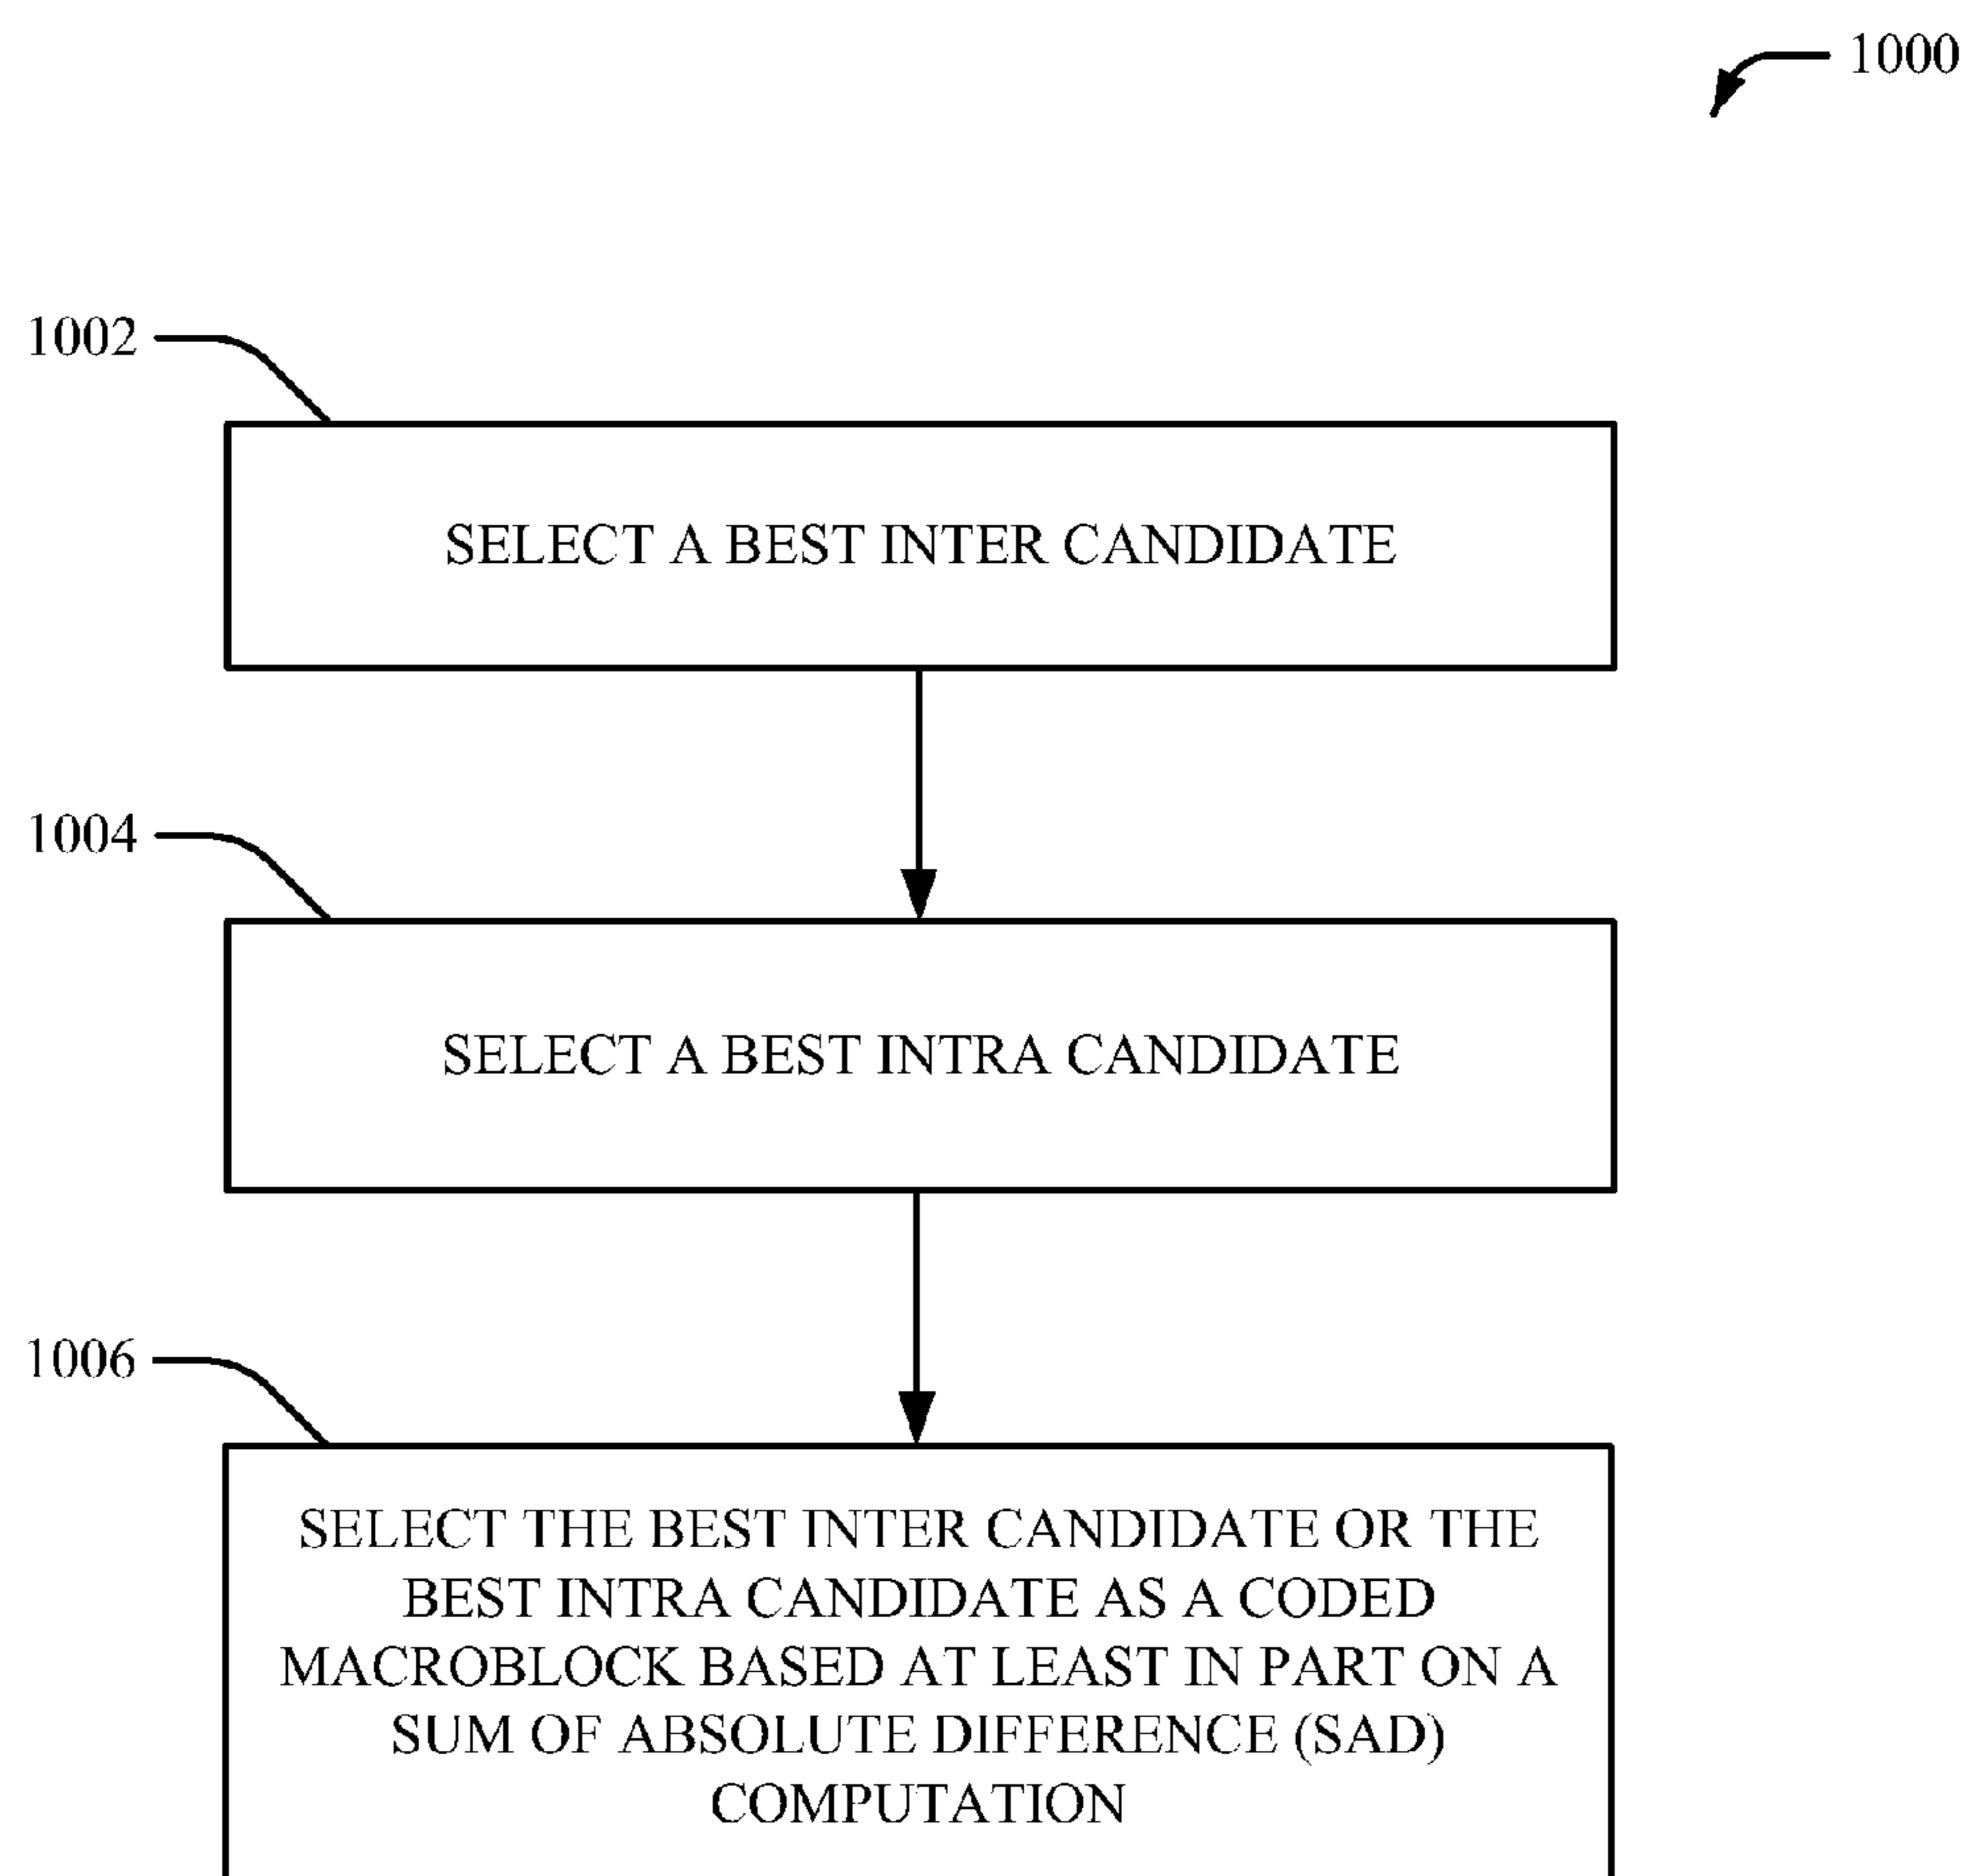 1000
1002
SELECT A BEST INTER CANDIDATE
1004
SELECT A BEST INTRA CANDIDATE
1006
SELECT THE BEST INTER CANDIDATE OR THE
BEST INTRA CANDIDATE AS A CODED
MACROBLOCK BASED AT LEAST IN PART ON A
SUM OF ABSOLUTE DIFFERENCE (SAD)
COMPUTATION